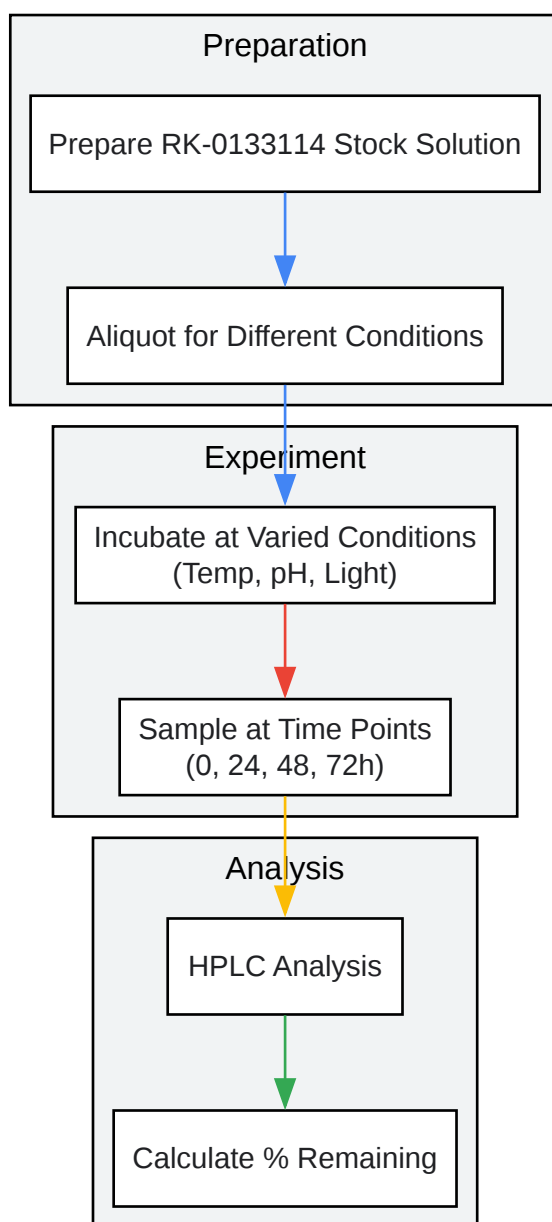 Preparation
Prepare RK-0133114 Stock Solution
Aliquot for Different Conditions
Experiment
Incubate at Varied Conditions
(Temp, pH, Light)
Sample at Time Points
(0, 24, 48, 72h)
Analysis
HPLC Analysis
Calculate % Remaining